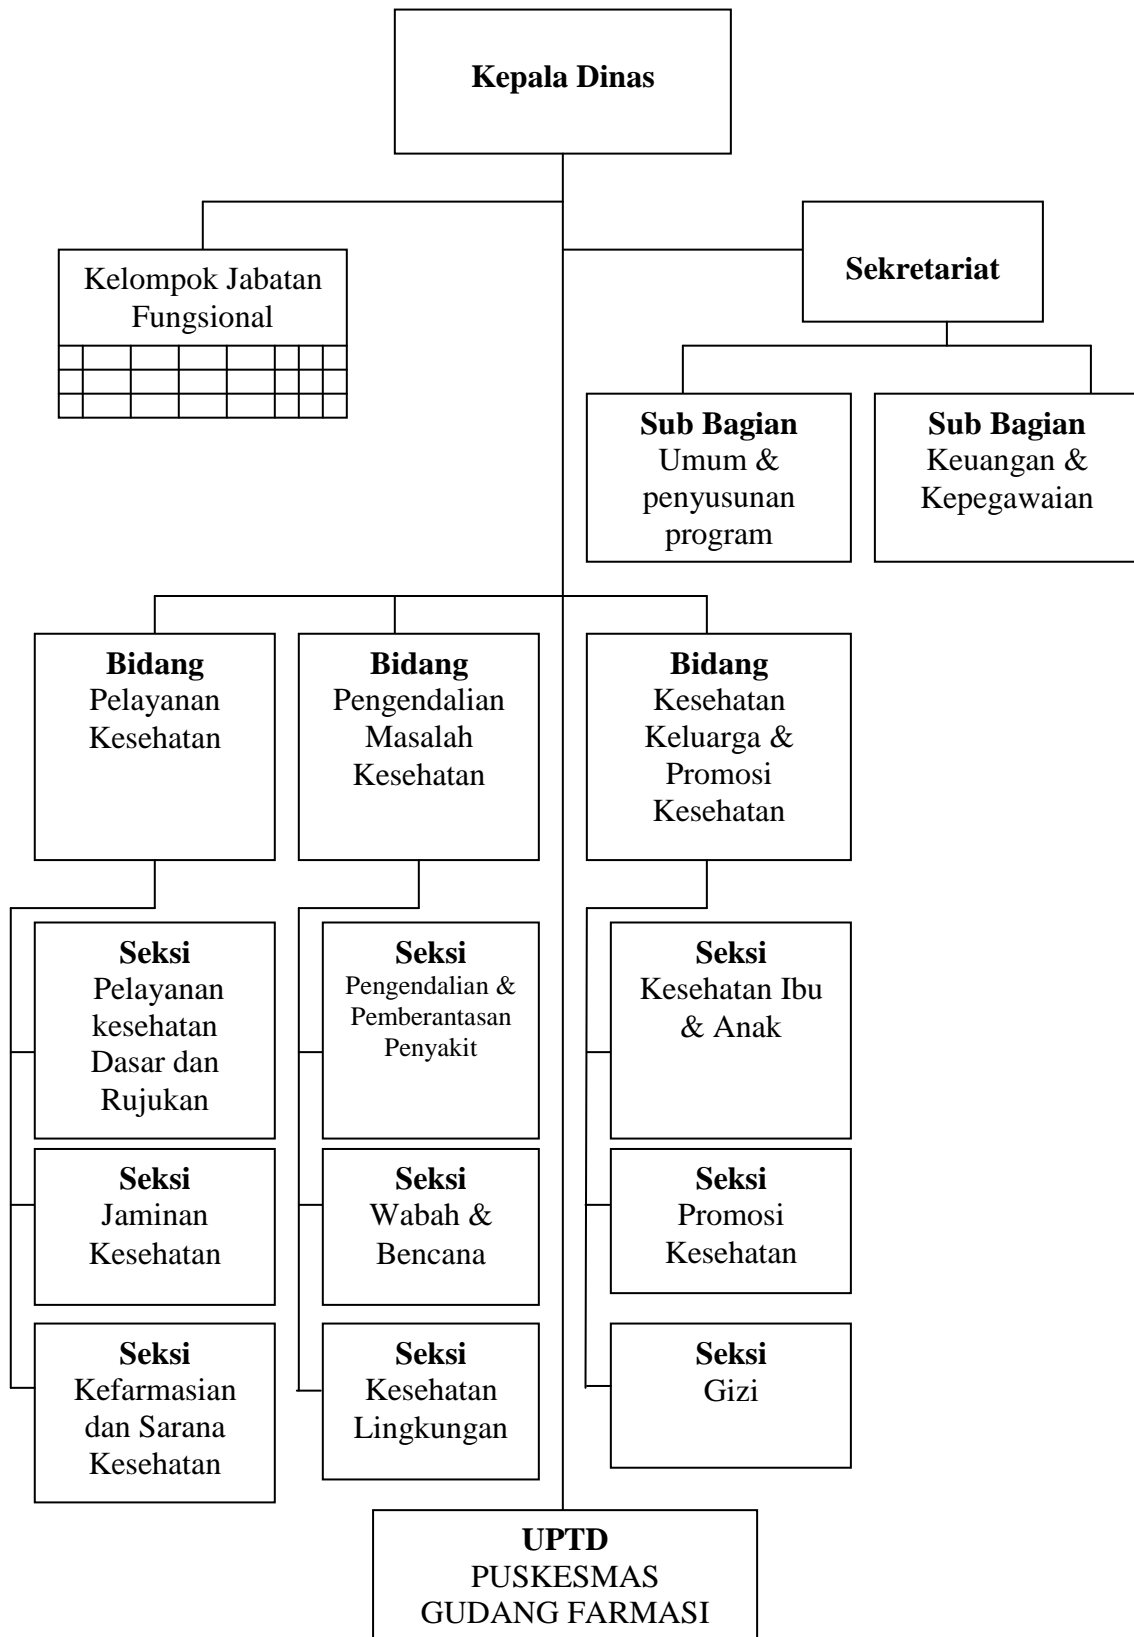 Kepala Dinas
Kelompok Jabatan
Fungsional
Sekretariat
Sub Bagian
Umum &
penyusunan
program
Sub Bagian
Keuangan &
Kepegawaian
Bidang
Pelayanan
Kesehatan
Bidang
Pengendalian
Masalah
Kesehatan
Bidang
Kesehatan
Keluarga &
Promosi
Kesehatan
Seksi
Pelayanan
kesehatan
Dasar dan
Rujukan
Seksi
Pengendalian &
Pemberantasan
Penyakit
Seksi
Kesehatan Ibu
& Anak
Seksi
Jaminan
Kesehatan
Seksi
Wabah &
Bencana
Seksi
Promosi
Kesehatan
Seksi
Kefarmasian
dan Sarana
Kesehatan
Seksi
Kesehatan
Lingkungan
Seksi
Gizi
UPTD
PUSKESMAS
GUDANG FARMASI